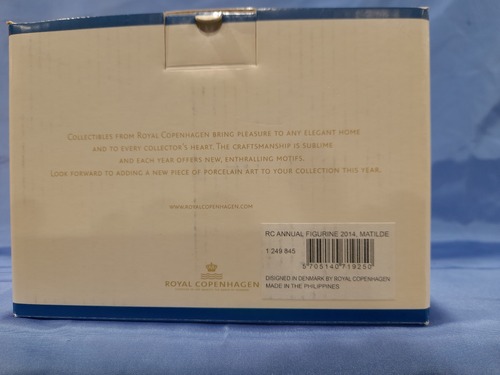 COLLECTIBLES FROM ROYAL COPENHAGEN BRING PLEASURE TO ANY ELEGANT HOME
AND TO EVERY COLLECTOR'S HEART. THE CRAFTSMANSHIP IS SUBLIME
AND EACH YEAR OFFERS NEW, ENTHRALLING MOTIFS.
LOOK FORWARD TO ADDING A NEW PIECE OF PORCELAIN ART TO YOUR COLLECTION THIS YEAR.
WWW.ROYALCOPENHAGEN.COM
RC ANNUAL FIGURINE 2014, MATILDE
1 249 845
5 705140 719250
DISIGNED IN DENMARK BY ROYAL COPENHAGEN
MADE IN THE PHILIPPINES.
ROYAL COPENHAGEN